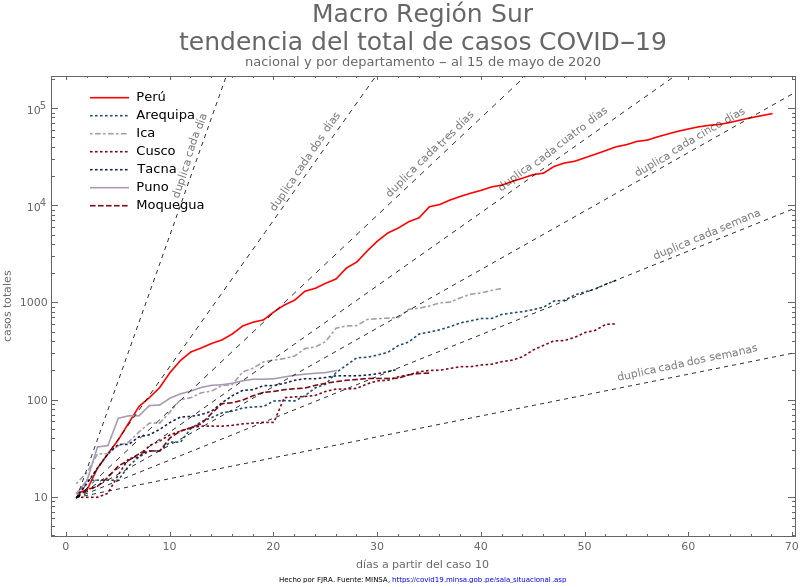 Macro Región Sur
tendencia del total de casos COVID–19
nacional y por departamento – al 15 de mayo de 2020
Perú
Arequipa
Ica
Cusco
Tacna
Puno
Moquegua
duplica cada día
duplica cada dos días
duplica cada tres días
duplica cada cuatro días
duplica cada cinco días
duplica cada semana
duplica cada dos semanas
casos totales
10^5
10^4
1000
100
10
0 10 20 30 40 50 60 70
días a partir del caso 10
Hecho por FJRA. Fuente: MINSA, https://covid19.minsa.gob.pe/sala_situacional .asp